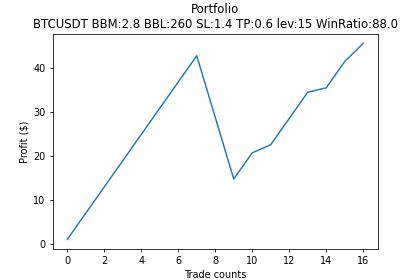 Portfolio
BTCUSDT BBM:2.8 BBL:260 SL:1.4 TP:0.6 lev:15 WinRatio:88.0
Profit ($)
40
30
20
10
0
0 2 4 6 8 10 12 14 16
Trade counts